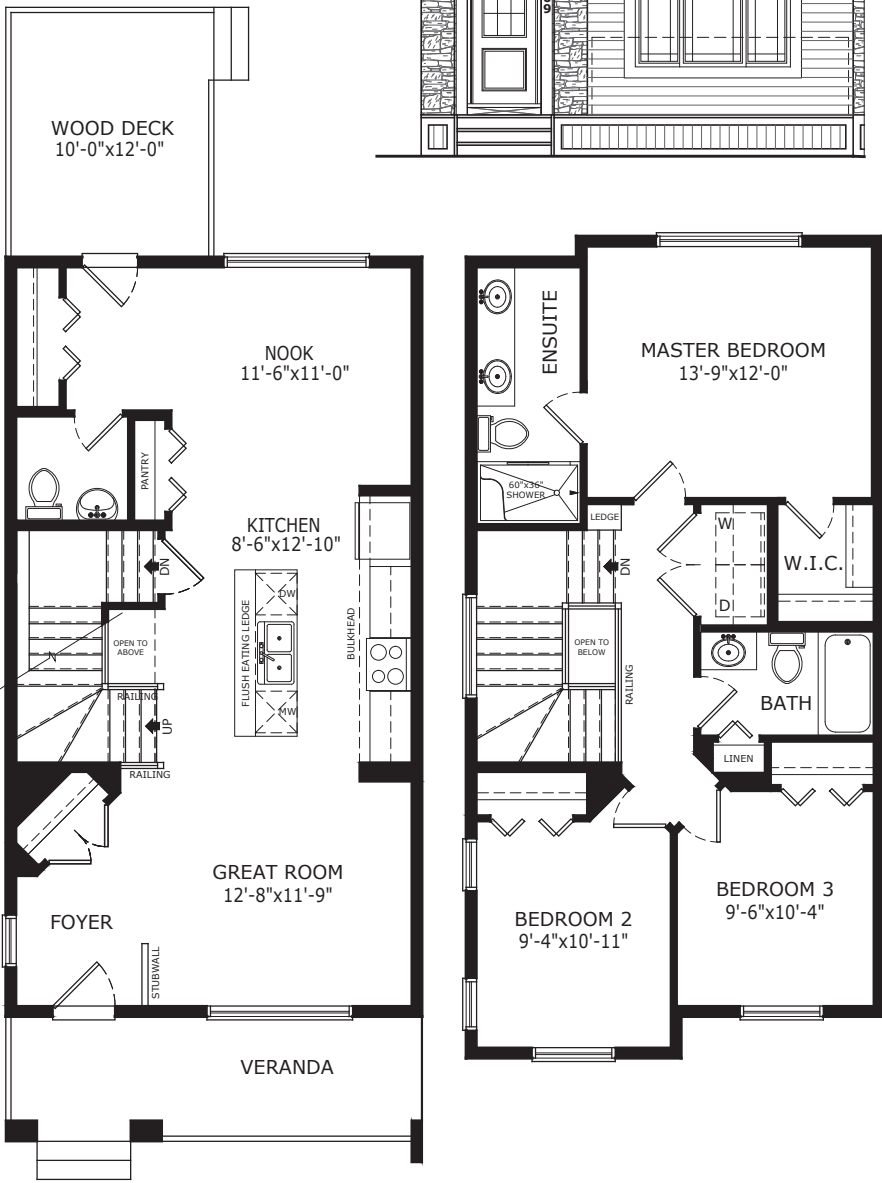 9
WOOD DECK
10'-0"x12'-0"
NOOK
11'-6"x11'-0"
PANTRY
KITCHEN
8'-6"x12'-10"
DN
DW
FLUSH EATING LEDGE
BULKHEAD
OPEN TO
ABOVE
RAILING
UP
MW
RAILING
GREAT ROOM
12'-8"x11'-9"
FOYER
STUBWALL
VERANDA
ENSUITE
MASTER BEDROOM
13'-9"x12'-0"
60"x36"
SHOWER
LEDGE
W
D
W.I.C.
DN
OPEN TO
BELOW
RAILING
BATH
LINEN
BEDROOM 2
9'-4"x10'-11"
BEDROOM 3
9'-6"x10'-4"